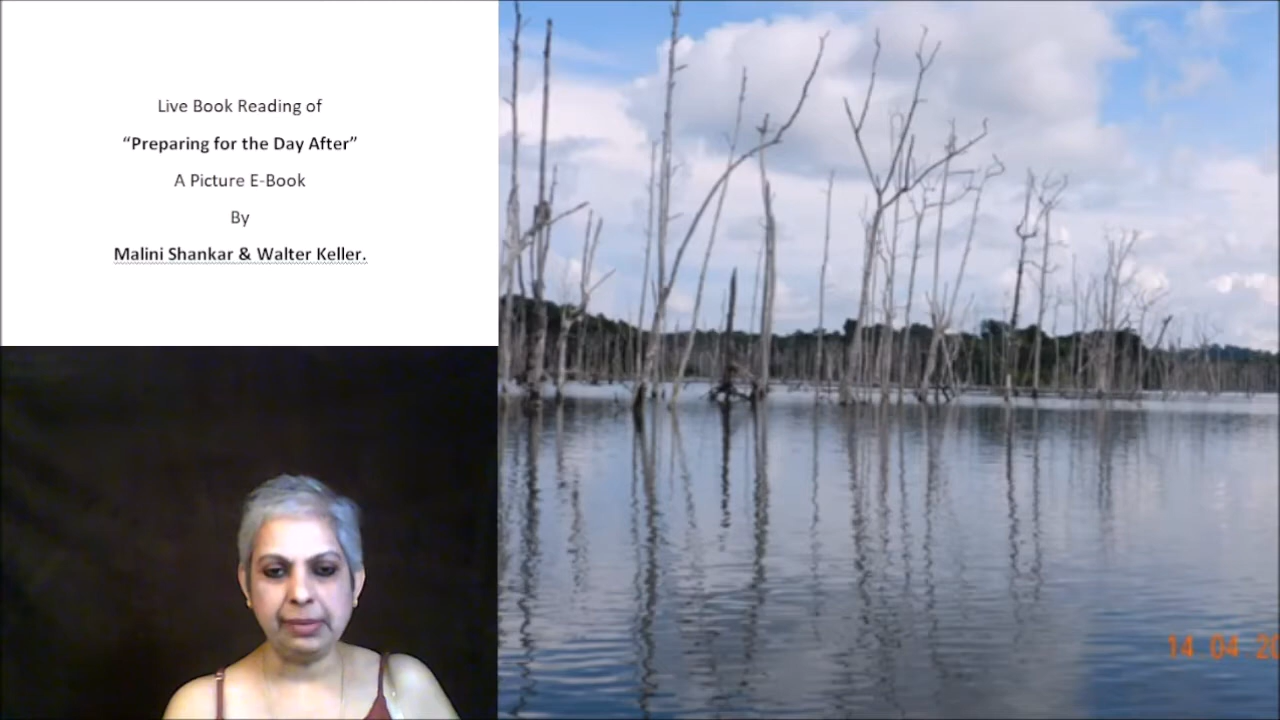 Live Book Reading of
“Preparing for the Day After”
A Picture E-Book
By
Malini Shankar & Walter Keller.
14 04 20